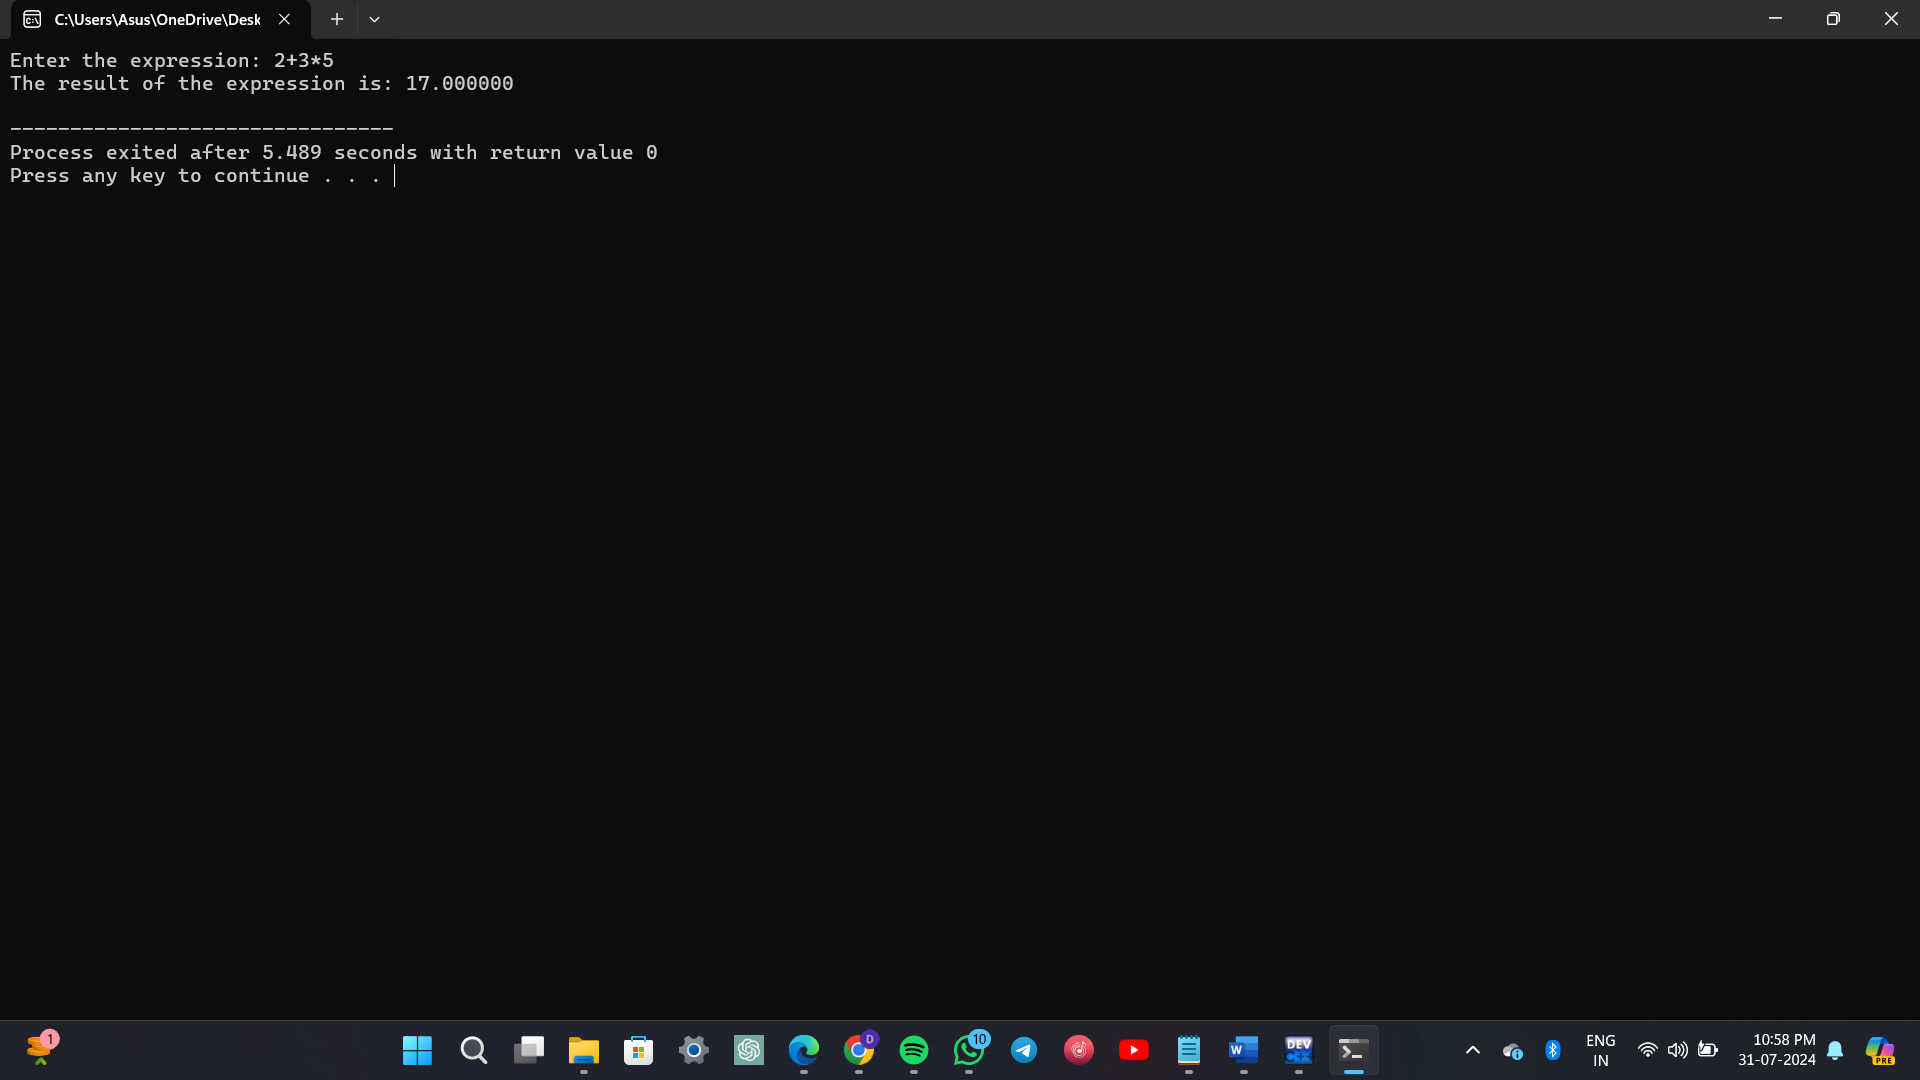 C:\Users\Asus\OneDrive\Desk
Enter the expression: 2+3*5
The result of the expression is: 17.000000
--------------------------------
Process exited after 5.489 seconds with return value 0
Press any key to continue . . .
1
D
10
W
DEV
C++
ENG
IN
10:58 PM
31-07-2024
PRE